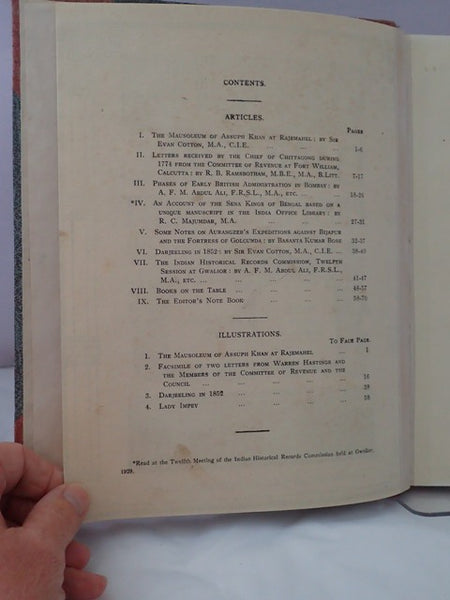 CONTENTS.
ARTICLES.
PAGES
I. THE MAUSOLEUM OF ASSUPH KHAN AT RAJEMAHEL: BY SIR
EVAN COTTON, M.A., C.I.E. ... ... ... 1-6
II. LETTERS RECEIVED BY THE CHIEF OF CHITTAGONG DURING
1774 FROM THE COMMITTEE OF REVENUE AT FORT WILLIAM,
CALCUTTA: BY R. B. RAMSBOTHAM, M.B.E., M.A., B.LITT. 7-17
III. PHASES OF EARLY BRITISH ADMINISTRATION IN BOMBAY: BY
A. F. M. ABDUL ALI, F.R.S.L., M.A., ETC. ... ... 18-26
*IV. AN ACCOUNT OF THE SENA KINGS OF BENGAL BASED ON A
UNIQUE MANUSCRIPT IN THE INDIA OFFICE LIBRARY: BY
R. C. MAJUMDAR, M.A. ... ... ... 27-31
V. SOME NOTES ON AURANGZEB'S EXPEDITIONS AGAINST BIJAPUR
AND THE FORTRESS OF GOLCUNDA: BY BASANTA KUMAR BOSE 32-37
VI. DARJEELING IN 1852: BY SIR EVAN COTTON, M.A., C.I.E. ... 38-40
VII. THE INDIAN HISTORICAL RECORDS COMMISSION, TWELFTH
SESSION AT GWALIOR: BY A. F. M. ABDUL ALI, F.R.S.L.,
M.A., ETC. ... ... ... ... ... 41-47
VIII. BOOKS ON THE TABLE ... ... ... ... 48-57
IX. THE EDITOR'S NOTE BOOK ... ... ... 58-70
ILLUSTRATIONS.
TO FACE PAGE.
1. THE MAUSOLEUM OF ASSUPH KHAN AT RAJEMAHEL ... 1
2. FACSIMILE OF TWO LETTERS FROM WARREN HASTINGS AND
THE MEMBERS OF THE COMMITTEE OF REVENUE AND THE
COUNCIL ... ... ... ... ... 16
3. DARJEELING IN 1852 ... ... ... ... 39
4. LADY IMPEY ... ... ... ... 58
*Read at the Twelfth Meeting of the Indian Historical Records Commission held at Gwalior,
1929.